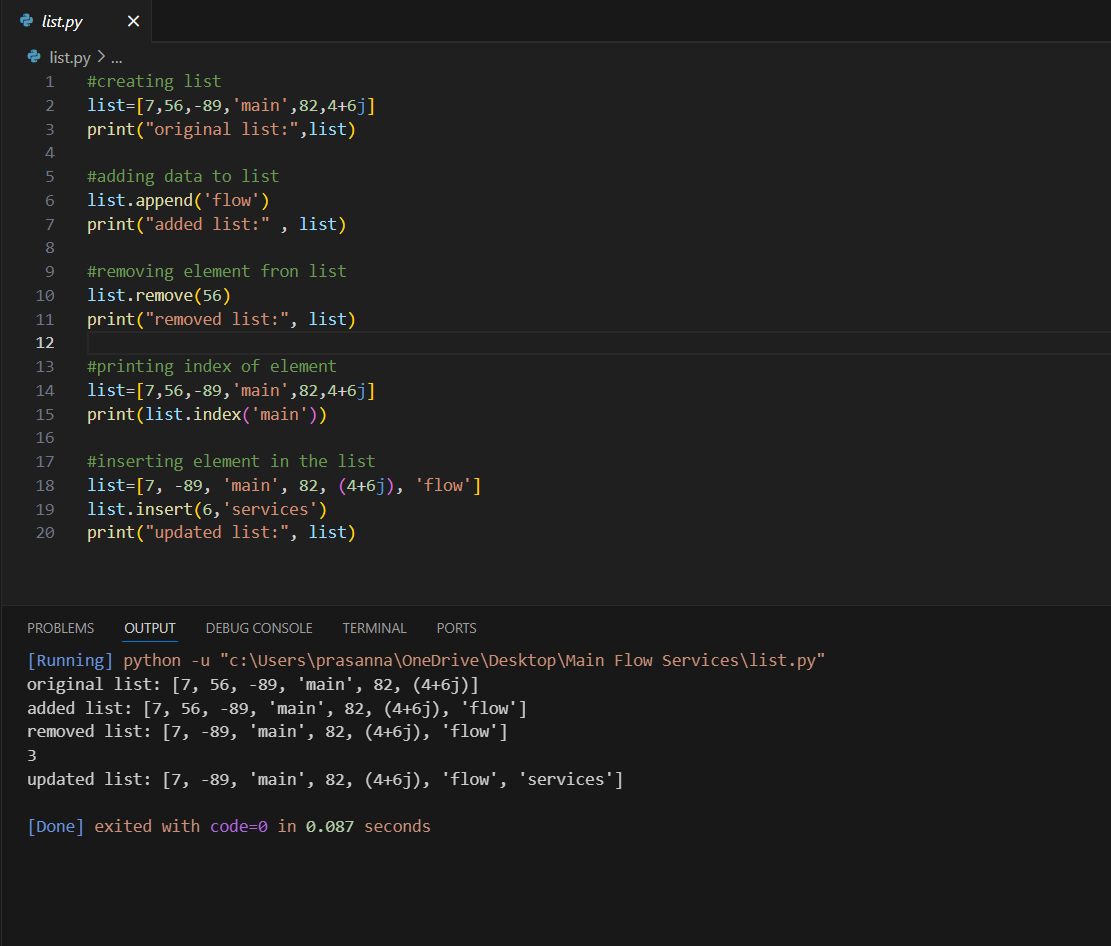 list.py
list.py > ...
1 #creating list
2 list=[7,56,-89,'main',82,4+6j]
3 print("original list:",list)
4
5 #adding data to list
6 list.append('flow')
7 print("added list:" , list)
8
9 #removing element fron list
10 list.remove(56)
11 print("removed list:", list)
12
13 #printing index of element
14 list=[7,56,-89,'main',82,4+6j]
15 print(list.index('main'))
16
17 #inserting element in the list
18 list=[7, -89, 'main', 82, (4+6j), 'flow']
19 list.insert(6,'services')
20 print("updated list:", list)
PROBLEMS OUTPUT DEBUG CONSOLE TERMINAL PORTS
[Running] python -u "c:\Users\prasanna\OneDrive\Desktop\Main Flow Services\list.py"
original list: [7, 56, -89, 'main', 82, (4+6j)]
added list: [7, 56, -89, 'main', 82, (4+6j), 'flow']
removed list: [7, -89, 'main', 82, (4+6j), 'flow']
3
updated list: [7, -89, 'main', 82, (4+6j), 'flow', 'services']
[Done] exited with code=0 in 0.087 seconds